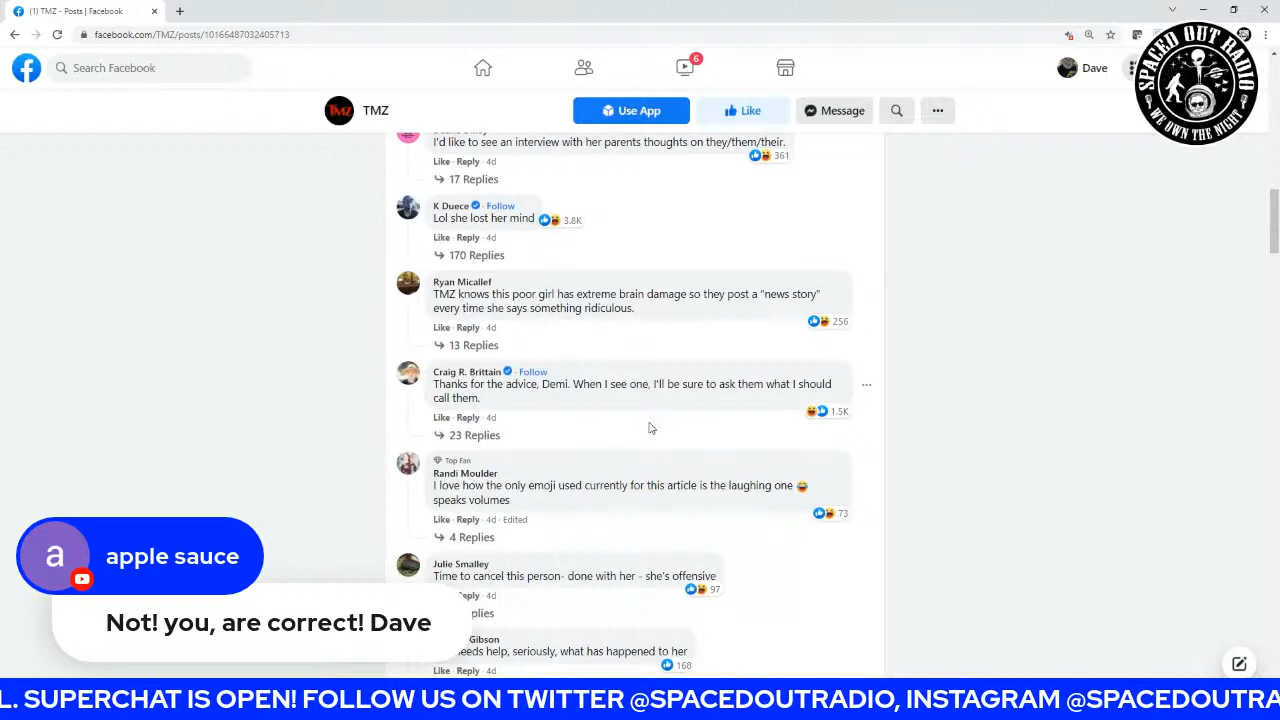 (1) TMZ - Posts | Facebook
facebook.com/TMZ/posts/10166487032405713
SPACED OUT RADIO
WE OWN THE NIGHT
Search Facebook
6
Dave
TMZ
Use App
Like
Message
I'd like to see an interview with her parents thoughts on they/them/their.
361
Like · Reply · 4d
17 Replies
K Duece Follow
Lol she lost her mind
3.8K
Like · Reply · 4d
170 Replies
Ryan Micallef
TMZ knows this poor girl has extreme brain damage so they post a “news story”
every time she says something ridiculous.
256
Like · Reply · 4d
13 Replies
Craig R. Brittain · Follow
Thanks for the advice, Demi. When I see one, I'll be sure to ask them what I should
call them.
1.5K
Like · Reply · 4d
23 Replies
Top Fan
Randi Moulder
I love how the only emoji used currently for this article is the laughing one 😂
speaks volumes
73
Like · Reply · 4d · Edited
4 Replies
Julie Smalley
Time to cancel this person- done with her - she's offensive
97
Like · Reply · 4d
Gibson
help, seriously, what has happened to her
168
Reply · 4d
a
apple sauce
Not! you, are correct! Dave
L. SUPERCHAT IS OPEN! FOLLOW US ON TWITTER @SPACEDOUTRADIO, INSTAGRAM @SPACEDOUTRA